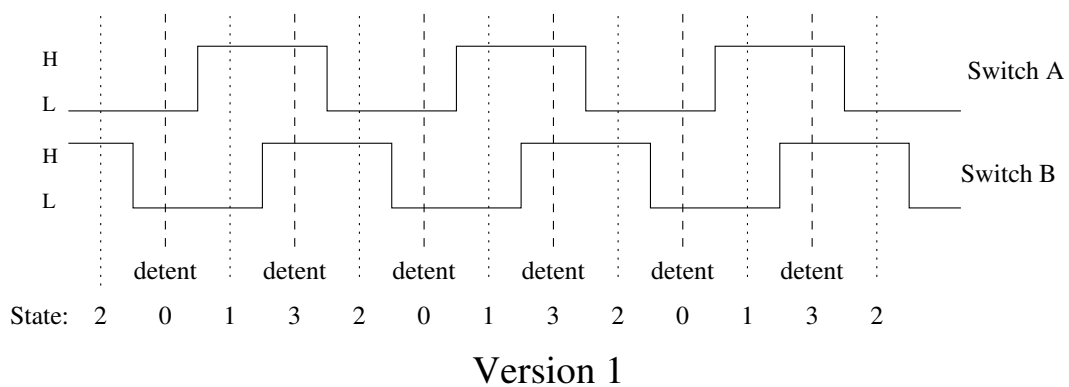 H
Switch A
L
H
Switch B
L
detent detent detent detent detent detent
State: 2 0 1 3 2 0 1 3 2 0 1 3 2
Version 1